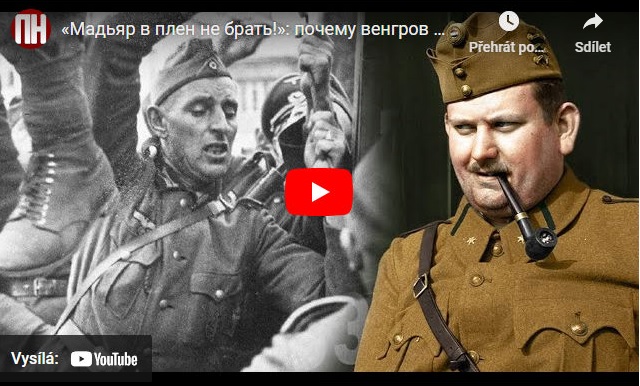 ПН
«Мадьяр в плен не брать!»: почему венгров ...
Přehrát po...
Sdílet
Vysílá: YouTube